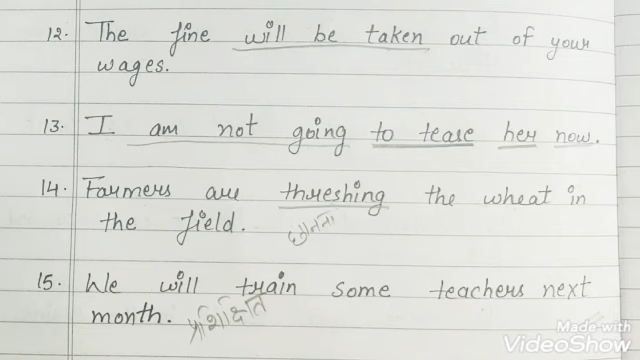 12. The fine will be taken out of your
wages.
13. I am not going to tease her now.
14. Farmers are threshing the wheat in
the field.
15. We will train some teachers next
month. प्रशिक्षित
Made with
VideoShow